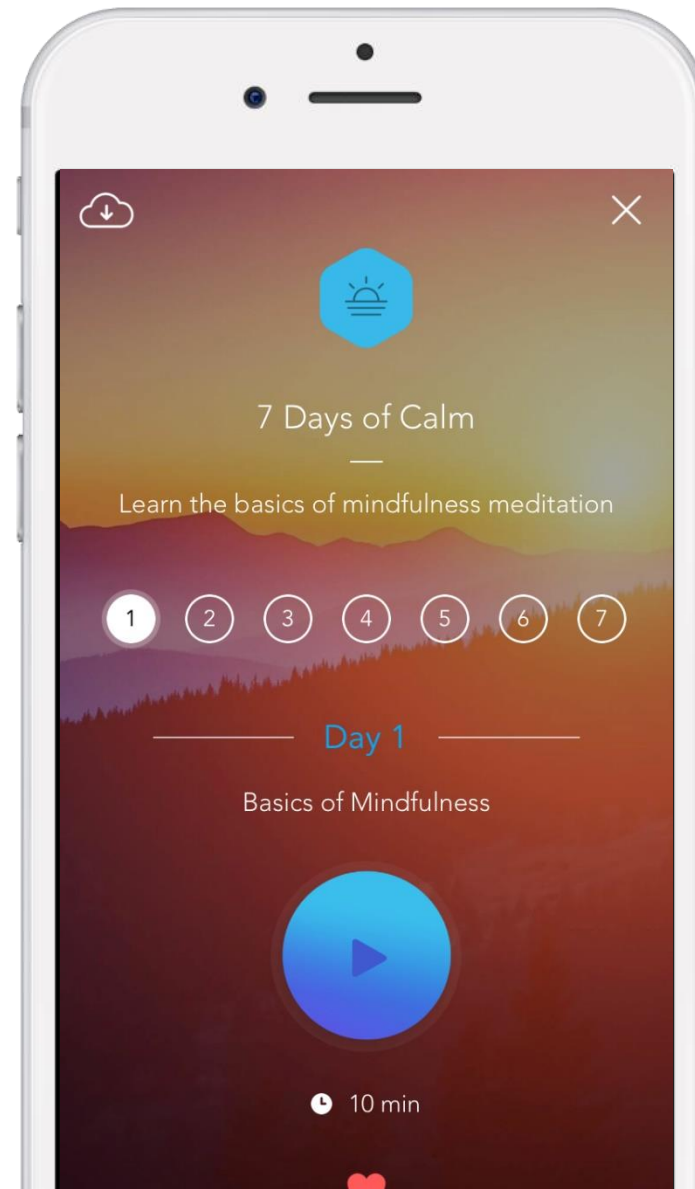 7 Days of Calm
Learn the basics of mindfulness meditation
1 2 3 4 5 6 7
Day 1
Basics of Mindfulness
10 min